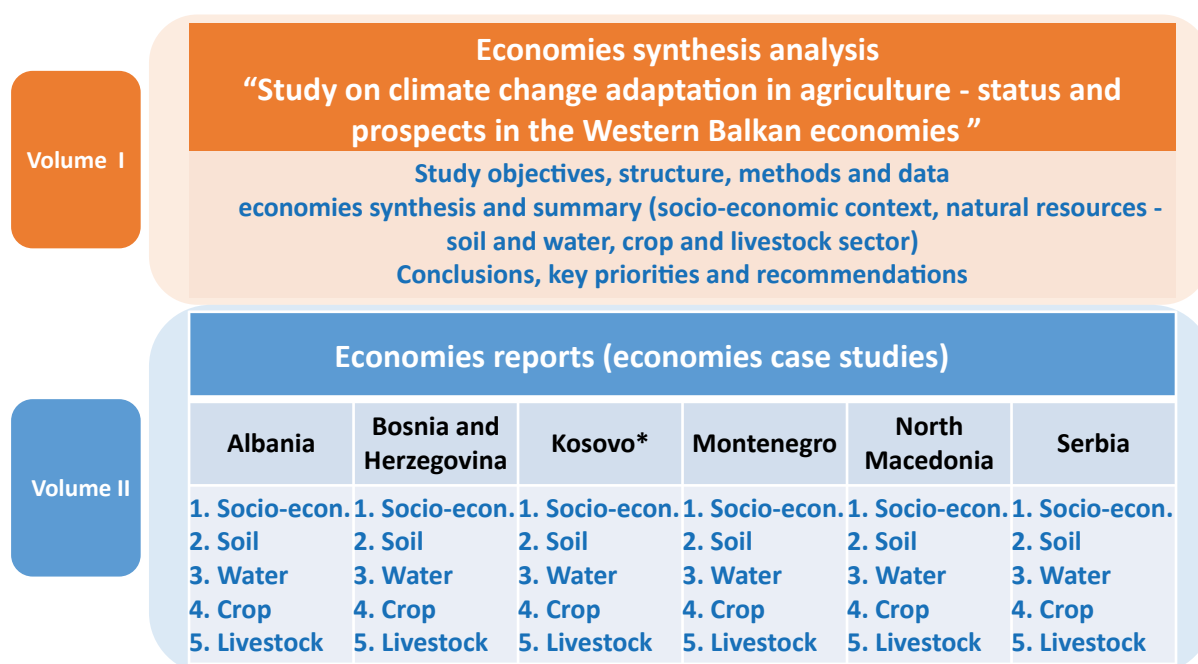 Economies synthesis analysis
“Study on climate change adaptation in agriculture - status and
prospects in the Western Balkan economies ”
Volume I
Study objectives, structure, methods and data
economies synthesis and summary (socio-economic context, natural resources -
soil and water, crop and livestock sector)
Conclusions, key priorities and recommendations
Economies reports (economies case studies)
Volume II
Albania
Bosnia and
Herzegovina
Kosovo*
Montenegro
North
Macedonia
Serbia
1. Socio-econ.
2. Soil
3. Water
4. Crop
5. Livestock
1. Socio-econ.
2. Soil
3. Water
4. Crop
5. Livestock
1. Socio-econ.
2. Soil
3. Water
4. Crop
5. Livestock
1. Socio-econ.
2. Soil
3. Water
4. Crop
5. Livestock
1. Socio-econ.
2. Soil
3. Water
4. Crop
5. Livestock
1. Socio-econ.
2. Soil
3. Water
4. Crop
5. Livestock